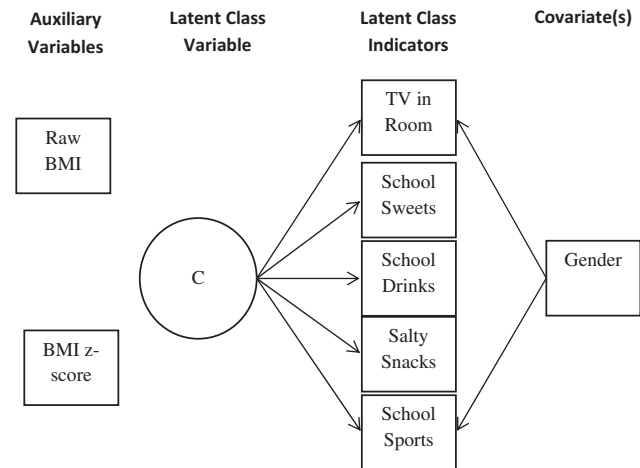 Auxiliary
Variables
Latent Class
Variable
Latent Class
Indicators
Covariate(s)
TV in
Room
Raw
BMI
School
Sweets
School
Drinks
Gender
C
Salty
Snacks
BMI z-
score
School
Sports